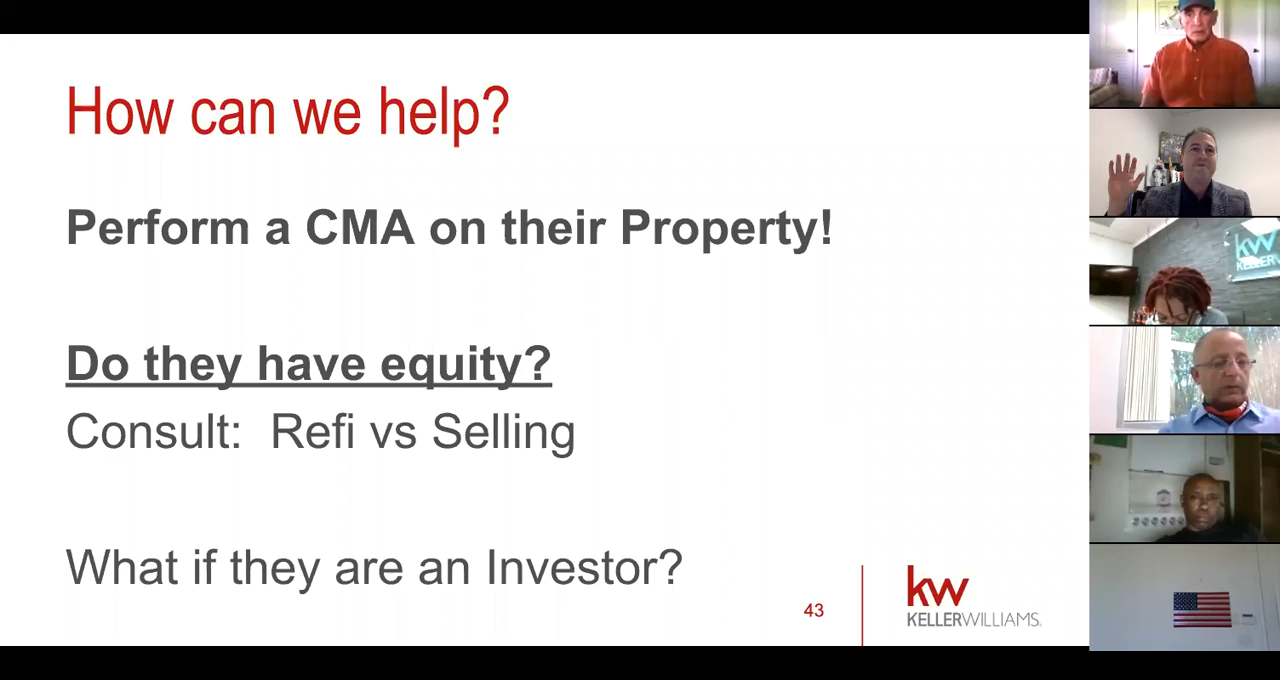 How can we help?
Perform a CMA on their Property!
Do they have equity?
Consult: Refi vs Selling
What if they are an Investor?
43
kw
KELLERWILLIAMS.
kw